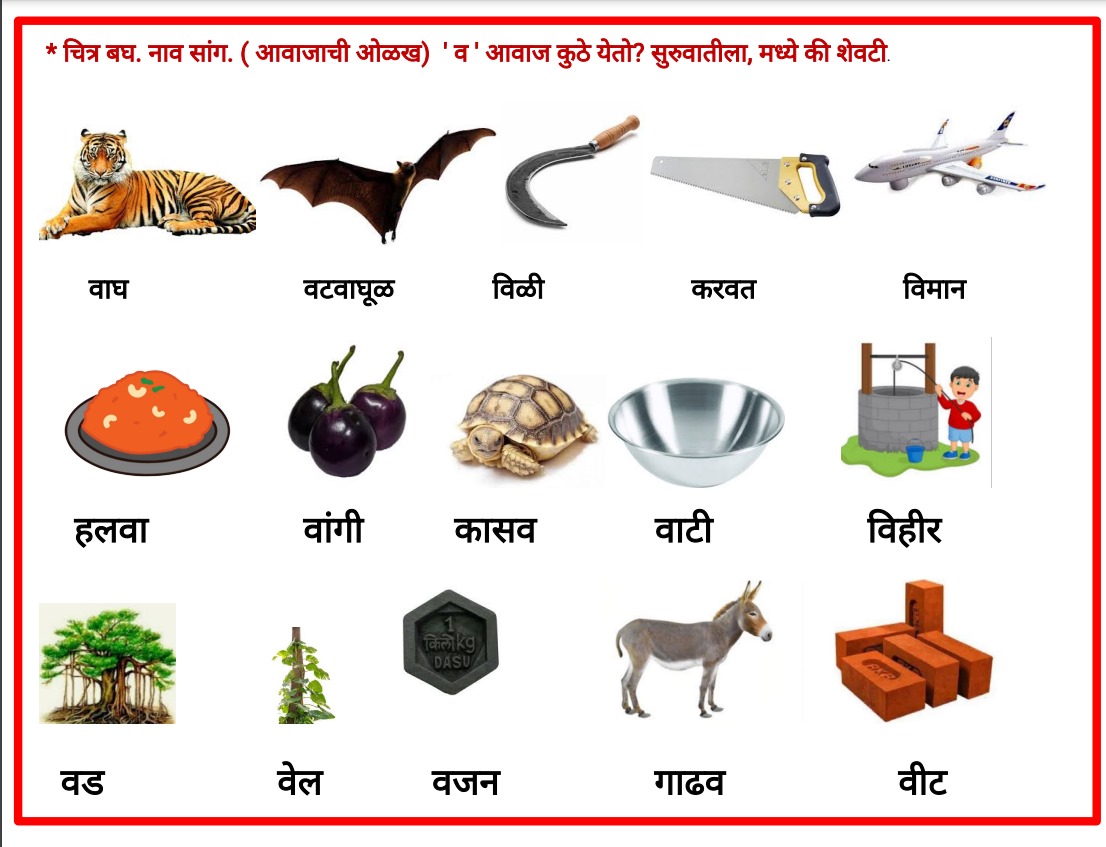 * चित्र बघ. नाव सांग. ( आवाजाची ओळख) ' व ' आवाज कुठे येतो? सुरुवातीला, मध्ये की शेवटी.
वाघ वटवाघूळ विळी करवत विमान
हलवा वांगी कासव वाटी विहीर
1
किलो kg
DASU
वड वेल वजन गाढव वीट